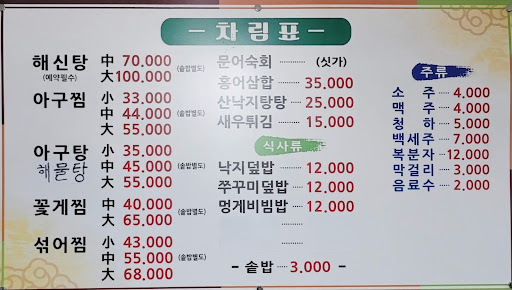 - 차림표 -
해신탕 中 70.000 (솥밥별도)
(예약필수) 大 100.000
아구찜 小 33.000
中 44.000 (솥밥별도)
大 55.000
아구탕 小 35.000
해물탕 中 45.000 (솥밥별도)
大 55.000
꽃게찜 中 40.000 (솥밥별도)
大 65.000
섞어찜 小 43.000
中 55.000 (솥밥별도)
大 68.000
문어숙회 ········· (싯가)
홍어삼합 ···· 35.000
산낙지탕탕 ··· 25.000
새우튀김 ···· 15.000
식사류
낙지덮밥 ······· 12.000
쭈꾸미덮밥 ···· 12.000
멍게비빔밥 ···· 12.000
- 솥밥 ···· 3.000 -
주류
소 주 ···· 4.000
맥 주 ···· 4.000
청 하 ···· 5.000
백세주 ···· 7.000
복분자 ··· 12.000
막걸리 ···· 3.000
음료수 ···· 2.000